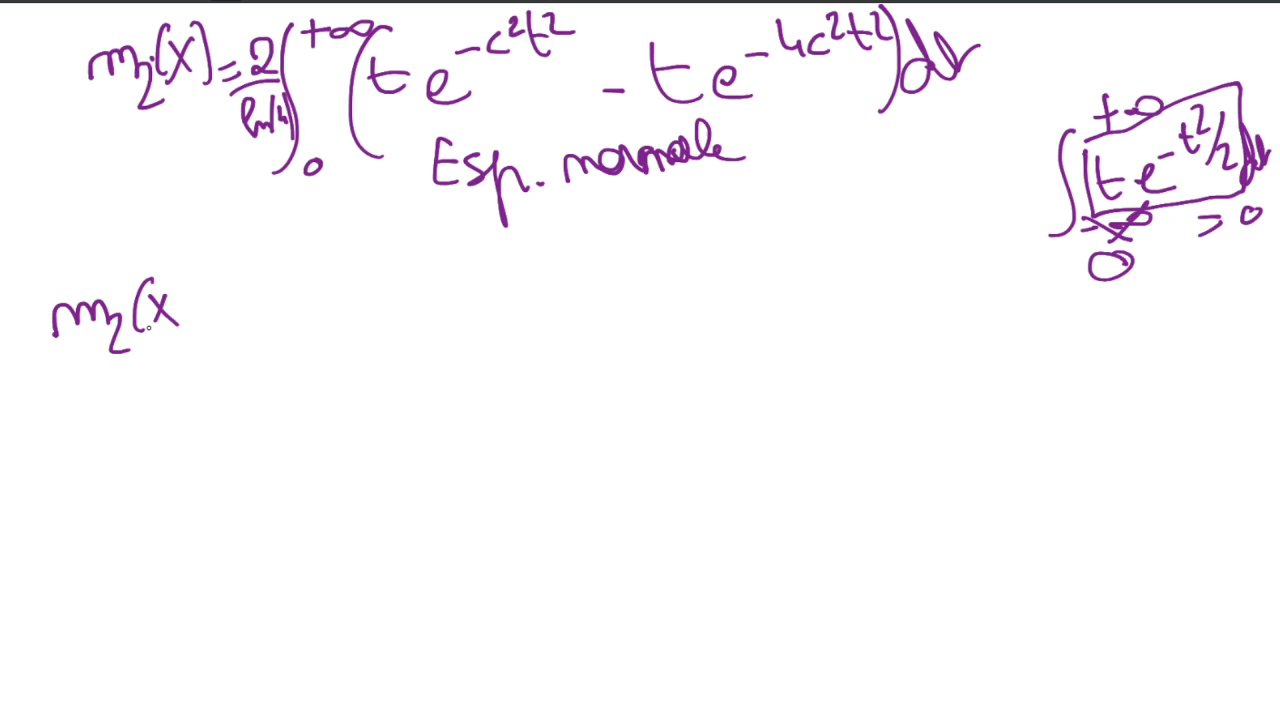 m₂(X) = 2/ln(4) ∫₀^{+∞} (t e^{-c²t²} - t e^{-4c²t²}) dt
Esp. normale
∫_{-∞}^{+∞} t e^{-t²/2} dt
0 > 0
m₂(X